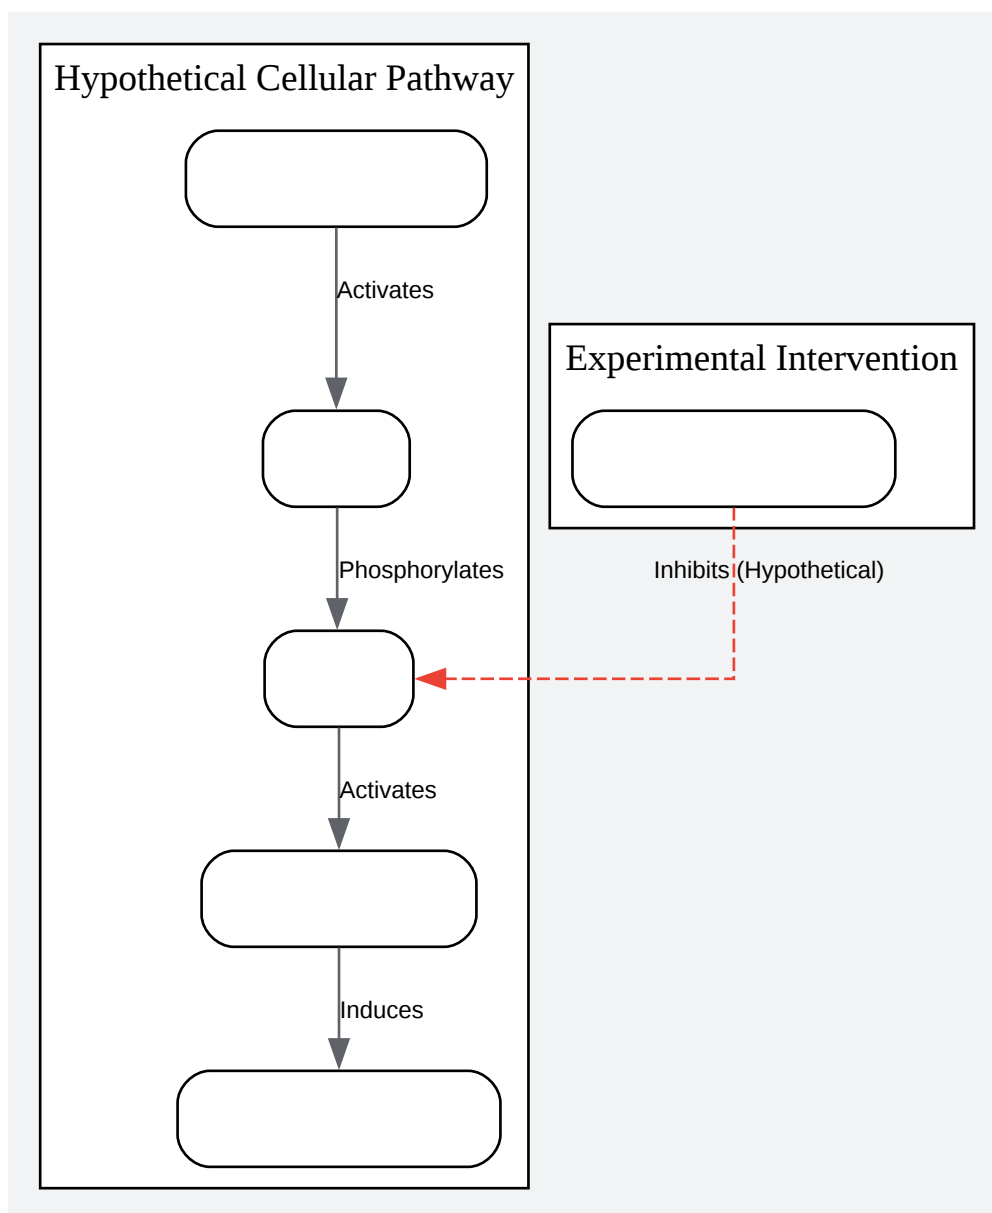 Hypothetical Cellular Pathway
Activates
Experimental Intervention
Phosphorylates
Inhibits (Hypothetical)
Activates
Induces